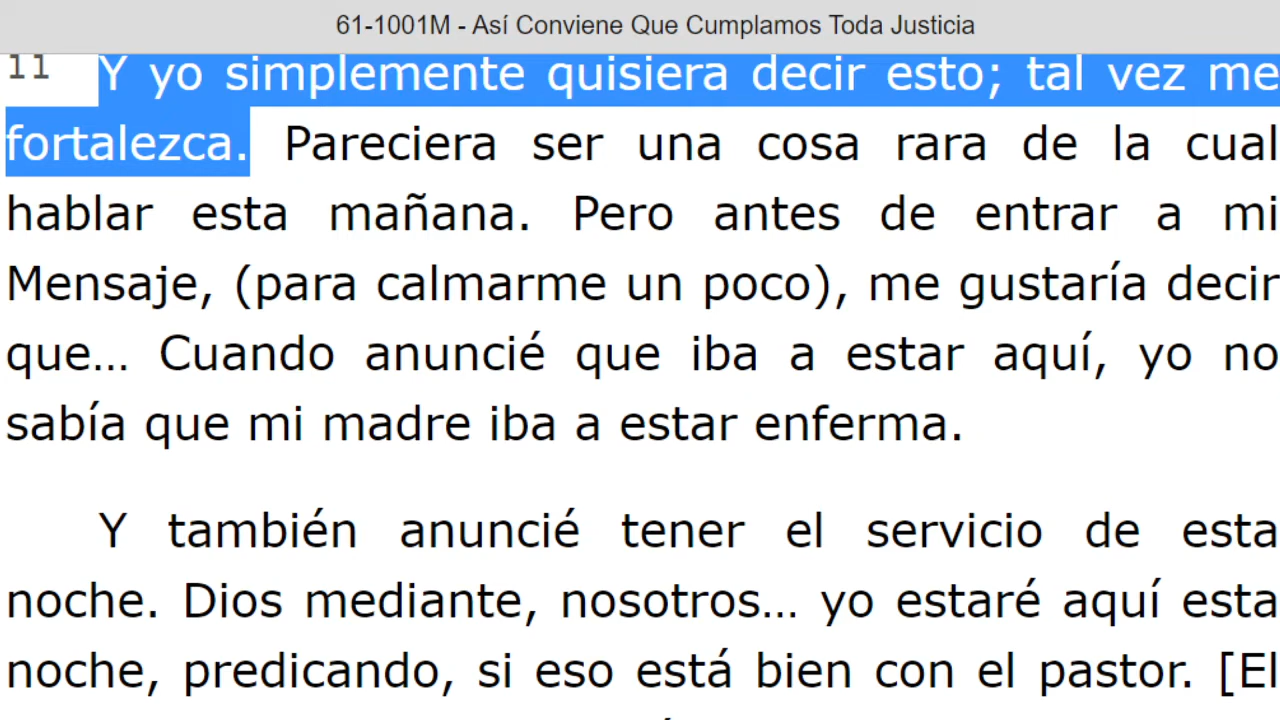 61-1001M - Así Conviene Que Cumplamos Toda Justicia
11 Y yo simplemente quisiera decir esto; tal vez me
fortalezca. Pareciera ser una cosa rara de la cual
hablar esta mañana. Pero antes de entrar a mi
Mensaje, (para calmarme un poco), me gustaría decir
que… Cuando anuncié que iba a estar aquí, yo no
sabía que mi madre iba a estar enferma.
Y también anuncié tener el servicio de esta
noche. Dios mediante, nosotros… yo estaré aquí esta
noche, predicando, si eso está bien con el pastor. [El